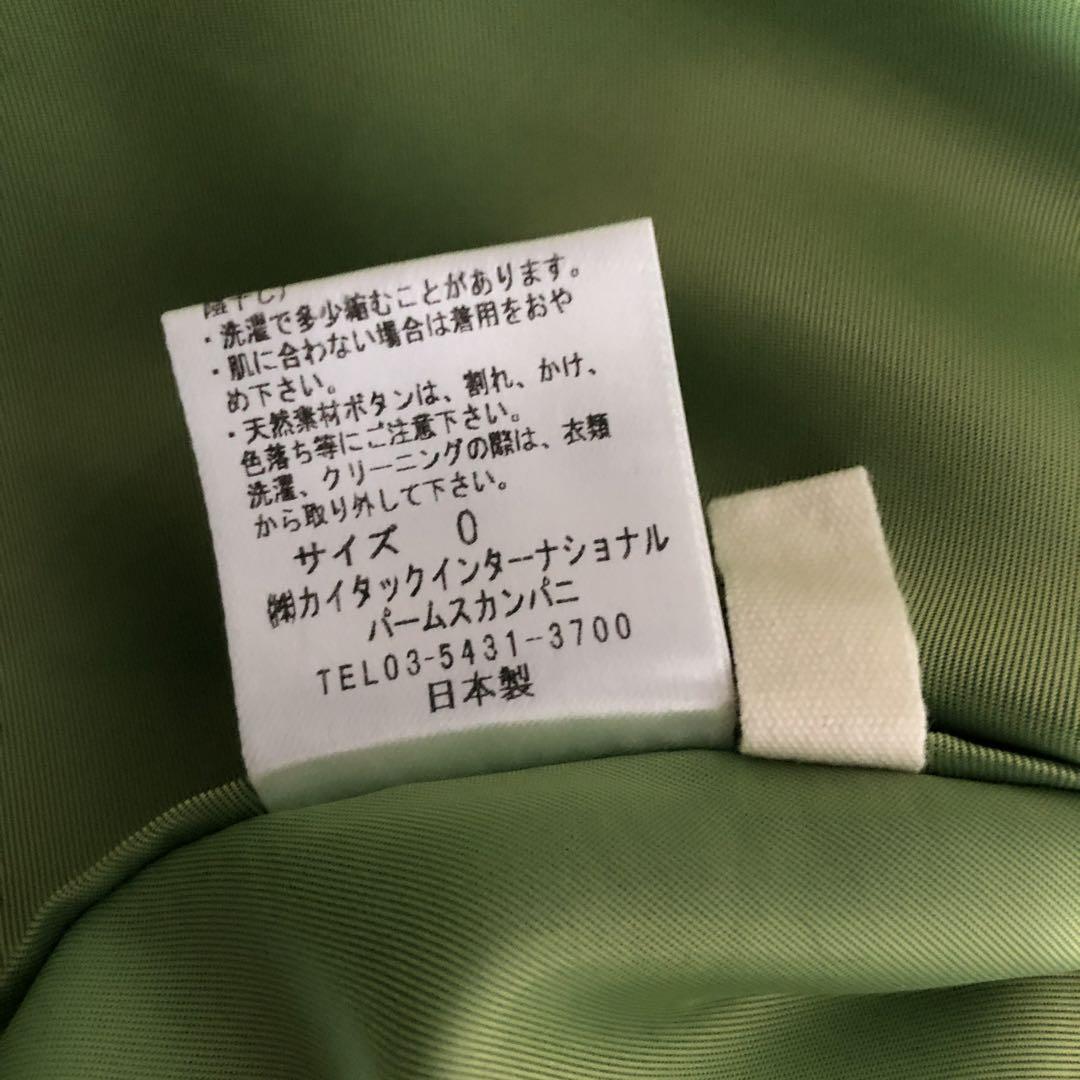 陰干し)
・洗濯で多少縮むことがあります。
・肌に合わない場合は着用をおや
め下さい。
・天然素材ボタンは、割れ、かけ、
色落ち等にご注意下さい。
洗濯、クリーニングの際は、衣類
から取り外して下さい。
サイズ 0
㈱カイタックインターナショナル
パームスカンパニ
TEL03-5431-3700
日本製